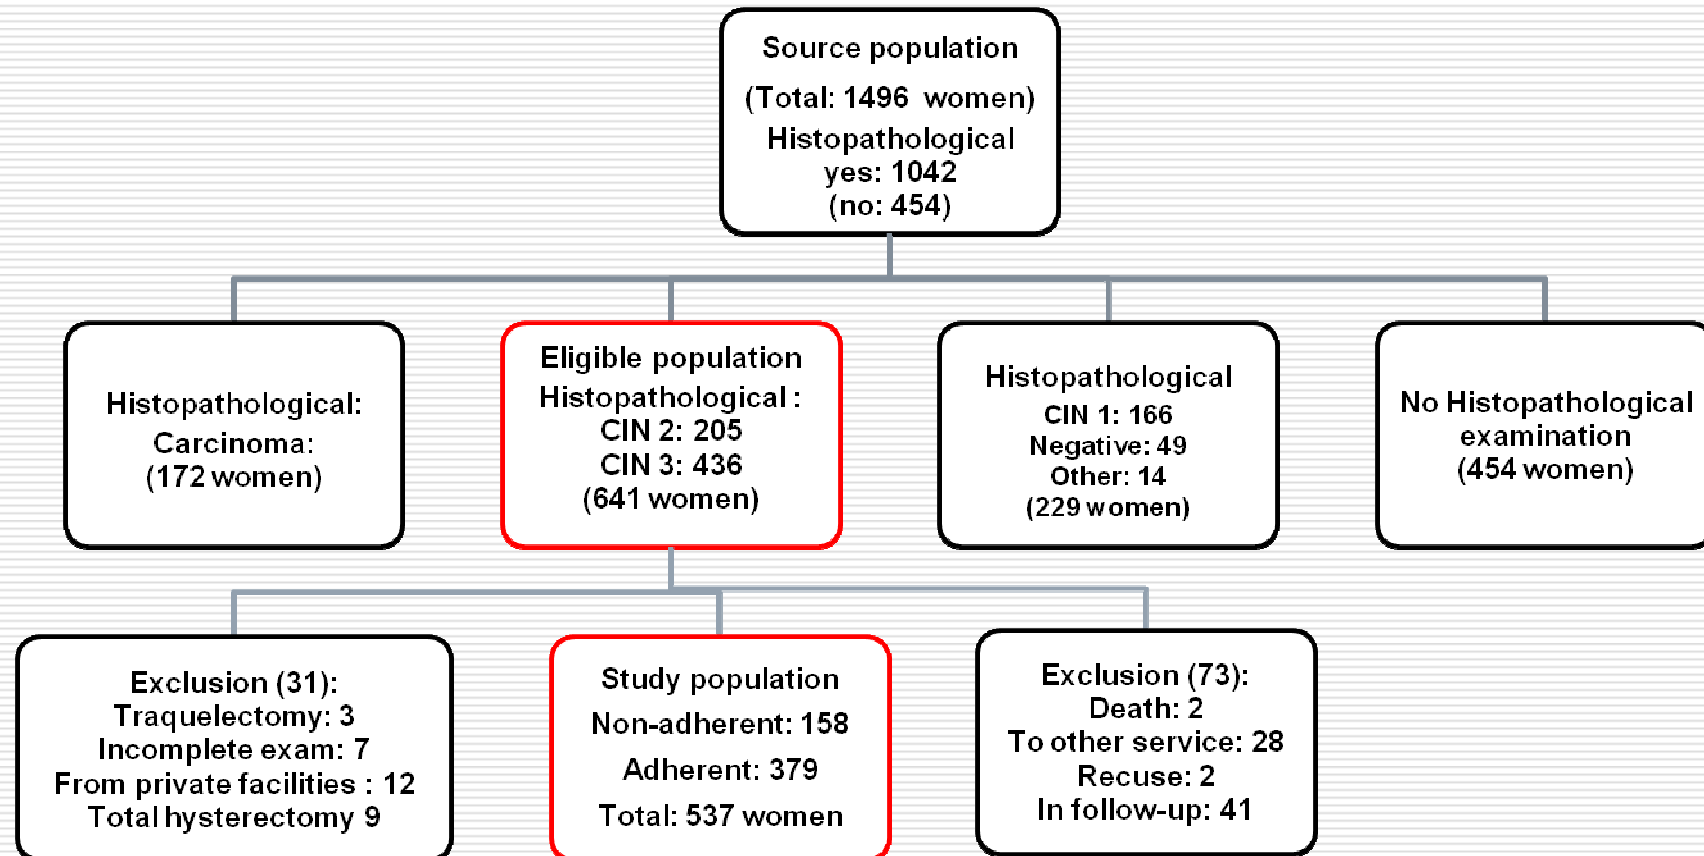 Source population
(Total: 1496 women)
Histopathological
yes: 1042
(no: 454)
Histopathological:
Carcinoma:
(172 women)
Eligible population
Histopathological :
CIN 2: 205
CIN 3: 436
(641 women)
Histopathological
CIN 1: 166
Negative: 49
Other: 14
(229 women)
No Histopathological
examination
(454 women)
Exclusion (31):
Traquelectomy: 3
Incomplete exam: 7
From private facilities : 12
Total hysterectomy 9
Study population
Non-adherent: 158
Adherent: 379
Total: 537 women
Exclusion (73):
Death: 2
To other service: 28
Recuse: 2
In follow-up: 41